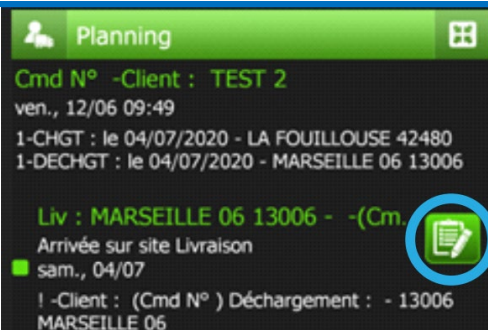 Planning
Cmd N° -Client : TEST 2
ven., 12/06 09:49
1-CHGT : le 04/07/2020 - LA FOUILLOUSE 42480
1-DECHGT : le 04/07/2020 - MARSEILLE 06 13006
Liv : MARSEILLE 06 13006 - -(Cm.
Arrivée sur site Livraison
sam., 04/07
! -Client : (Cmd N° ) Déchargement : - 13006
MARSEILLE 06